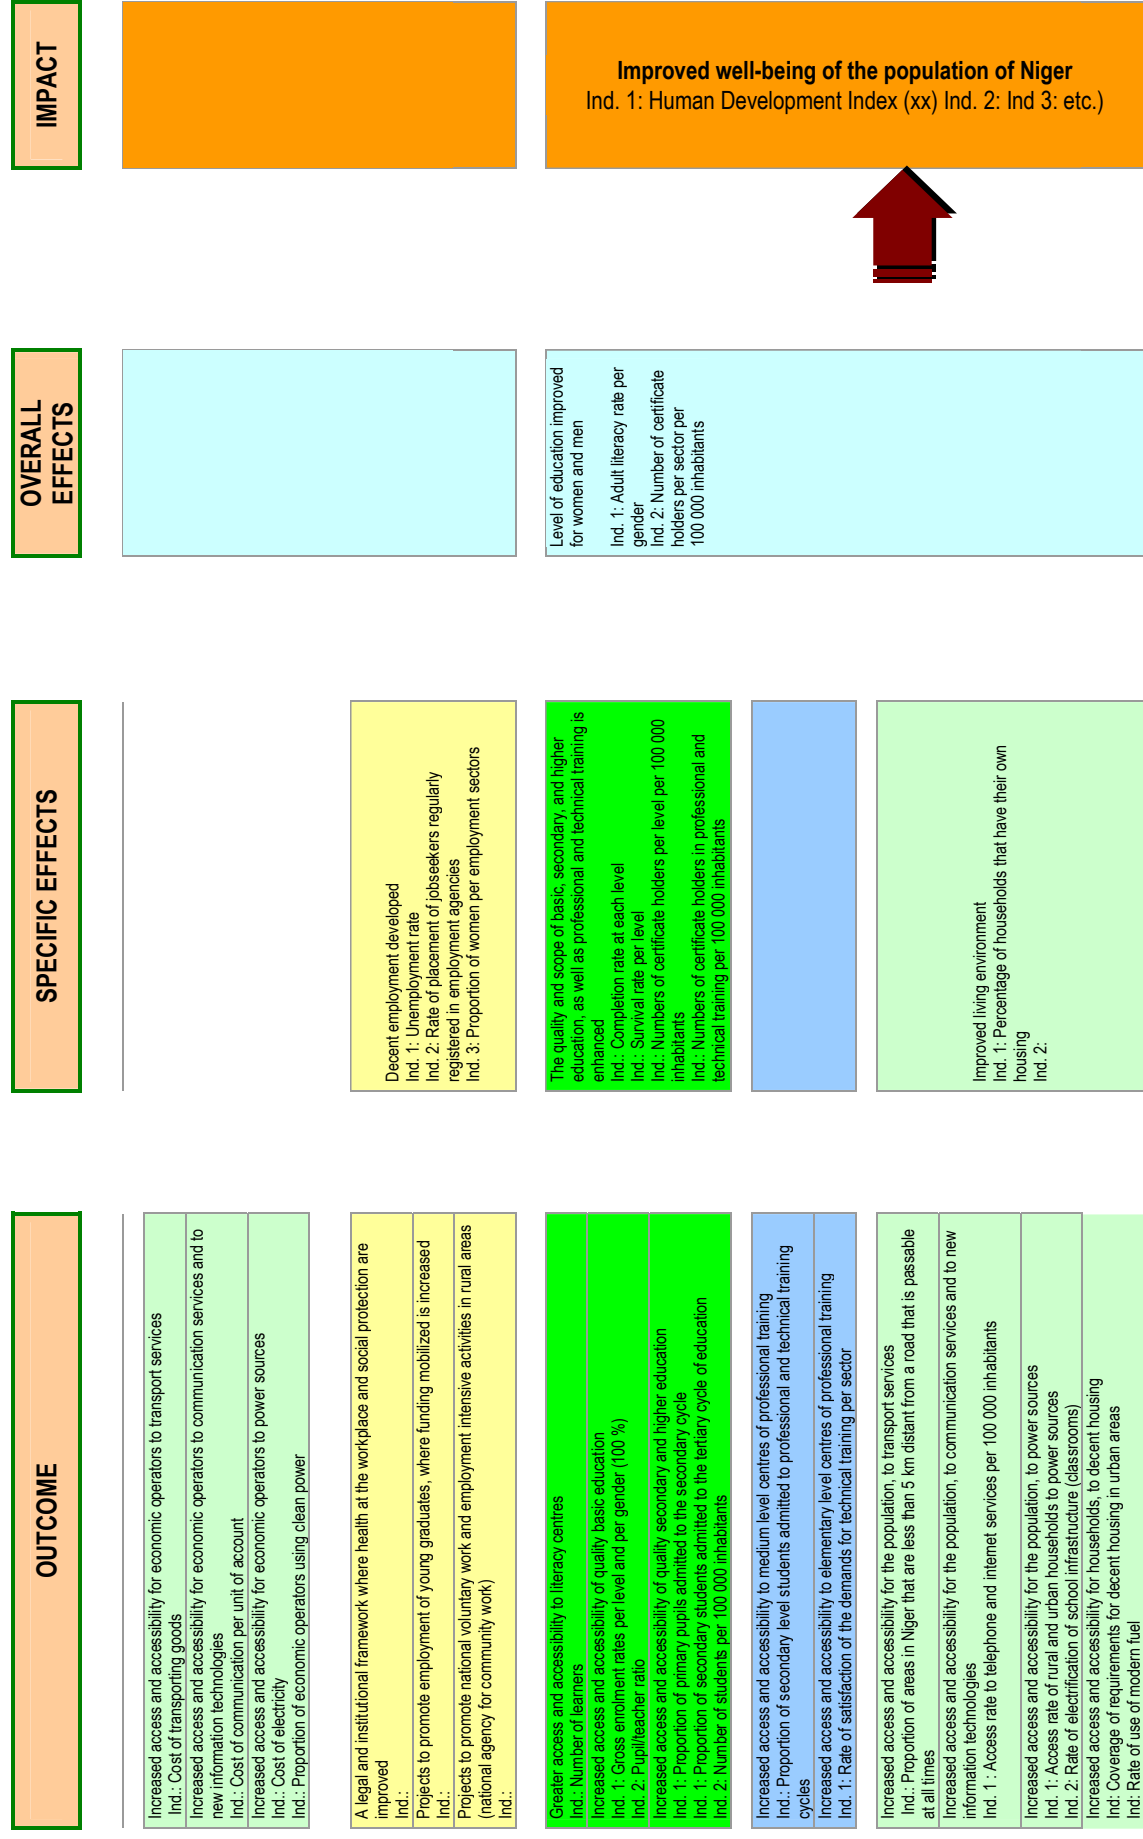 IMPACT
Improved well-being of the population of Niger
Ind. 1: Human Development Index (xx) Ind. 2: Ind 3: etc.)
OVERALL
EFFECTS
Level of education improved
for women and men
Ind. 1: Adult literacy rate per
gender
Ind. 2: Number of certificate
holders per sector per
100 000 inhabitants
SPECIFIC EFFECTS
Decent employment developed
Ind. 1: Unemployment rate
Ind. 2: Rate of placement of jobseekers regularly
registered in employment agencies
Ind. 3: Proportion of women per employment sectors
The quality and scope of basic, secondary, and higher
education, as well as professional and technical training is
enhanced
Ind.: Completion rate at each level
Ind.: Survival rate per level
Ind.: Numbers of certificate holders per level per 100 000
inhabitants
Ind.: Numbers of certificate holders in professional and
technical training per 100 000 inhabitants
Improved living environment
Ind. 1: Percentage of households that have their own
housing
Ind. 2:
OUTCOME
Increased access and accessibility for economic operators to transport services
Ind.: Cost of transporting goods
Increased access and accessibility for economic operators to communication services and to
new information technologies
Ind.: Cost of communication per unit of account
Increased access and accessibility for economic operators to power sources
Ind.: Cost of electricity
Ind.: Proportion of economic operators using clean power
A legal and institutional framework where health at the workplace and social protection are
improved
Ind.:
Projects to promote employment of young graduates, where funding mobilized is increased
Ind.:
Projects to promote national voluntary work and employment intensive activities in rural areas
(national agency for community work)
Ind.:
Greater access and accessibility to literacy centres
Ind.: Number of learners
Increased access and accessibility of quality basic education
Ind. 1: Gross enrolment rates per level and per gender (100 %)
Ind. 2: Pupil/teacher ratio
Increased access and accessibility of quality secondary and higher education
Ind. 1: Proportion of primary pupils admitted to the secondary cycle
Ind. 1: Proportion of secondary students admitted to the tertiary cycle of education
Ind. 2: Number of students per 100 000 inhabitants
Increased access and accessibility to medium level centres of professional training
Ind.: Proportion of secondary level students admitted to professional and technical training
cycles
Increased access and accessibility to elementary level centres of professional training
Ind. 1: Rate of satisfaction of the demands for technical training per sector
Increased access and accessibility for the population, to transport services
Ind.: Proportion of areas in Niger that are less than 5 km distant from a road that is passable
at all times
Increased access and accessibility for the population, to communication services and to new
information technologies
Ind. 1 : Access rate to telephone and internet services per 100 000 inhabitants
Increased access and accessibility for the population, to power sources
Ind. 1: Access rate of rural and urban households to power sources
Ind. 2: Rate of electrification of school infrastructure (classrooms)
Increased access and accessibility for households, to decent housing
Ind: Coverage of requirements for decent housing in urban areas
Ind: Rate of use of modern fuel